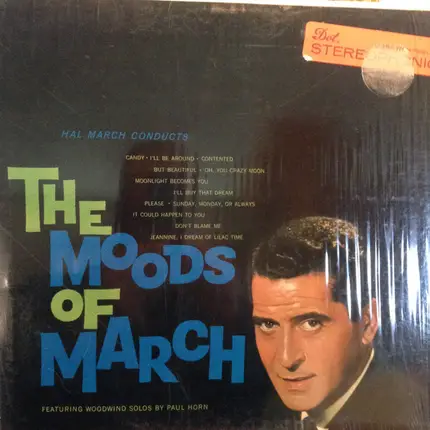 Dot.
STEREOPHONIC
HAL MARCH CONDUCTS
CANDY • I'LL BE AROUND • CONTENTED
BUT BEAUTIFUL • OH, YOU CRAZY MOON
MOONLIGHT BECOMES YOU
I'LL BUY THAT DREAM
PLEASE • SUNDAY, MONDAY, OR ALWAYS
IT COULD HAPPEN TO YOU
DON'T BLAME ME
JEANNINE, I DREAM OF LILAC TIME
THE
MOODS
OF
MARCH
FEATURING WOODWIND SOLOS BY PAUL HORN